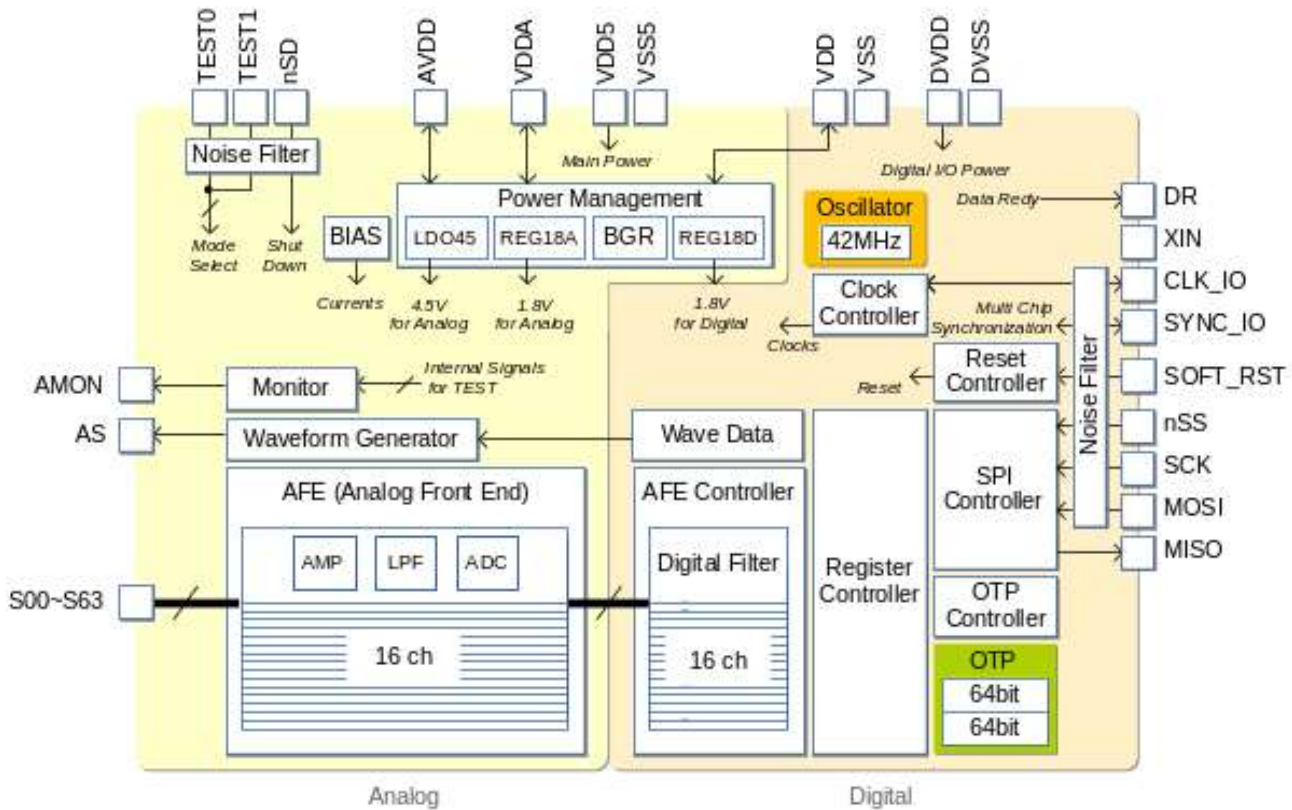 TEST0
TEST1
nSD
AVDD
VDDA
VDD5
VSS5
VDD
VSS
DVDD
DVSS
Noise Filter
Main Power
Digital I/O Power
Mode
Select
Shut
Down
BIAS
Currents
Power Management
LDO45
REG18A
BGR
REG18D
4.5V
for Analog
1.8V
for Analog
1.8V
for Digital
Oscillator
42MHz
Data Redy
DR
XIN
CLK_IO
SYNC_IO
SOFT_RST
nSS
SCK
MOSI
MISO
Clock
Controller
Clocks
Multi Chip
Synchronization
Reset
Controller
Reset
Noise Filter
AMON
Monitor
Internal Signals
for TEST
AS
Waveform Generator
Wave Data
AFE (Analog Front End)
AMP
LPF
ADC
16 ch
S00~S63
AFE Controller
Digital Filter
16 ch
Register
Controller
SPI
Controller
OTP
Controller
OTP
64bit
64bit
Analog
Digital